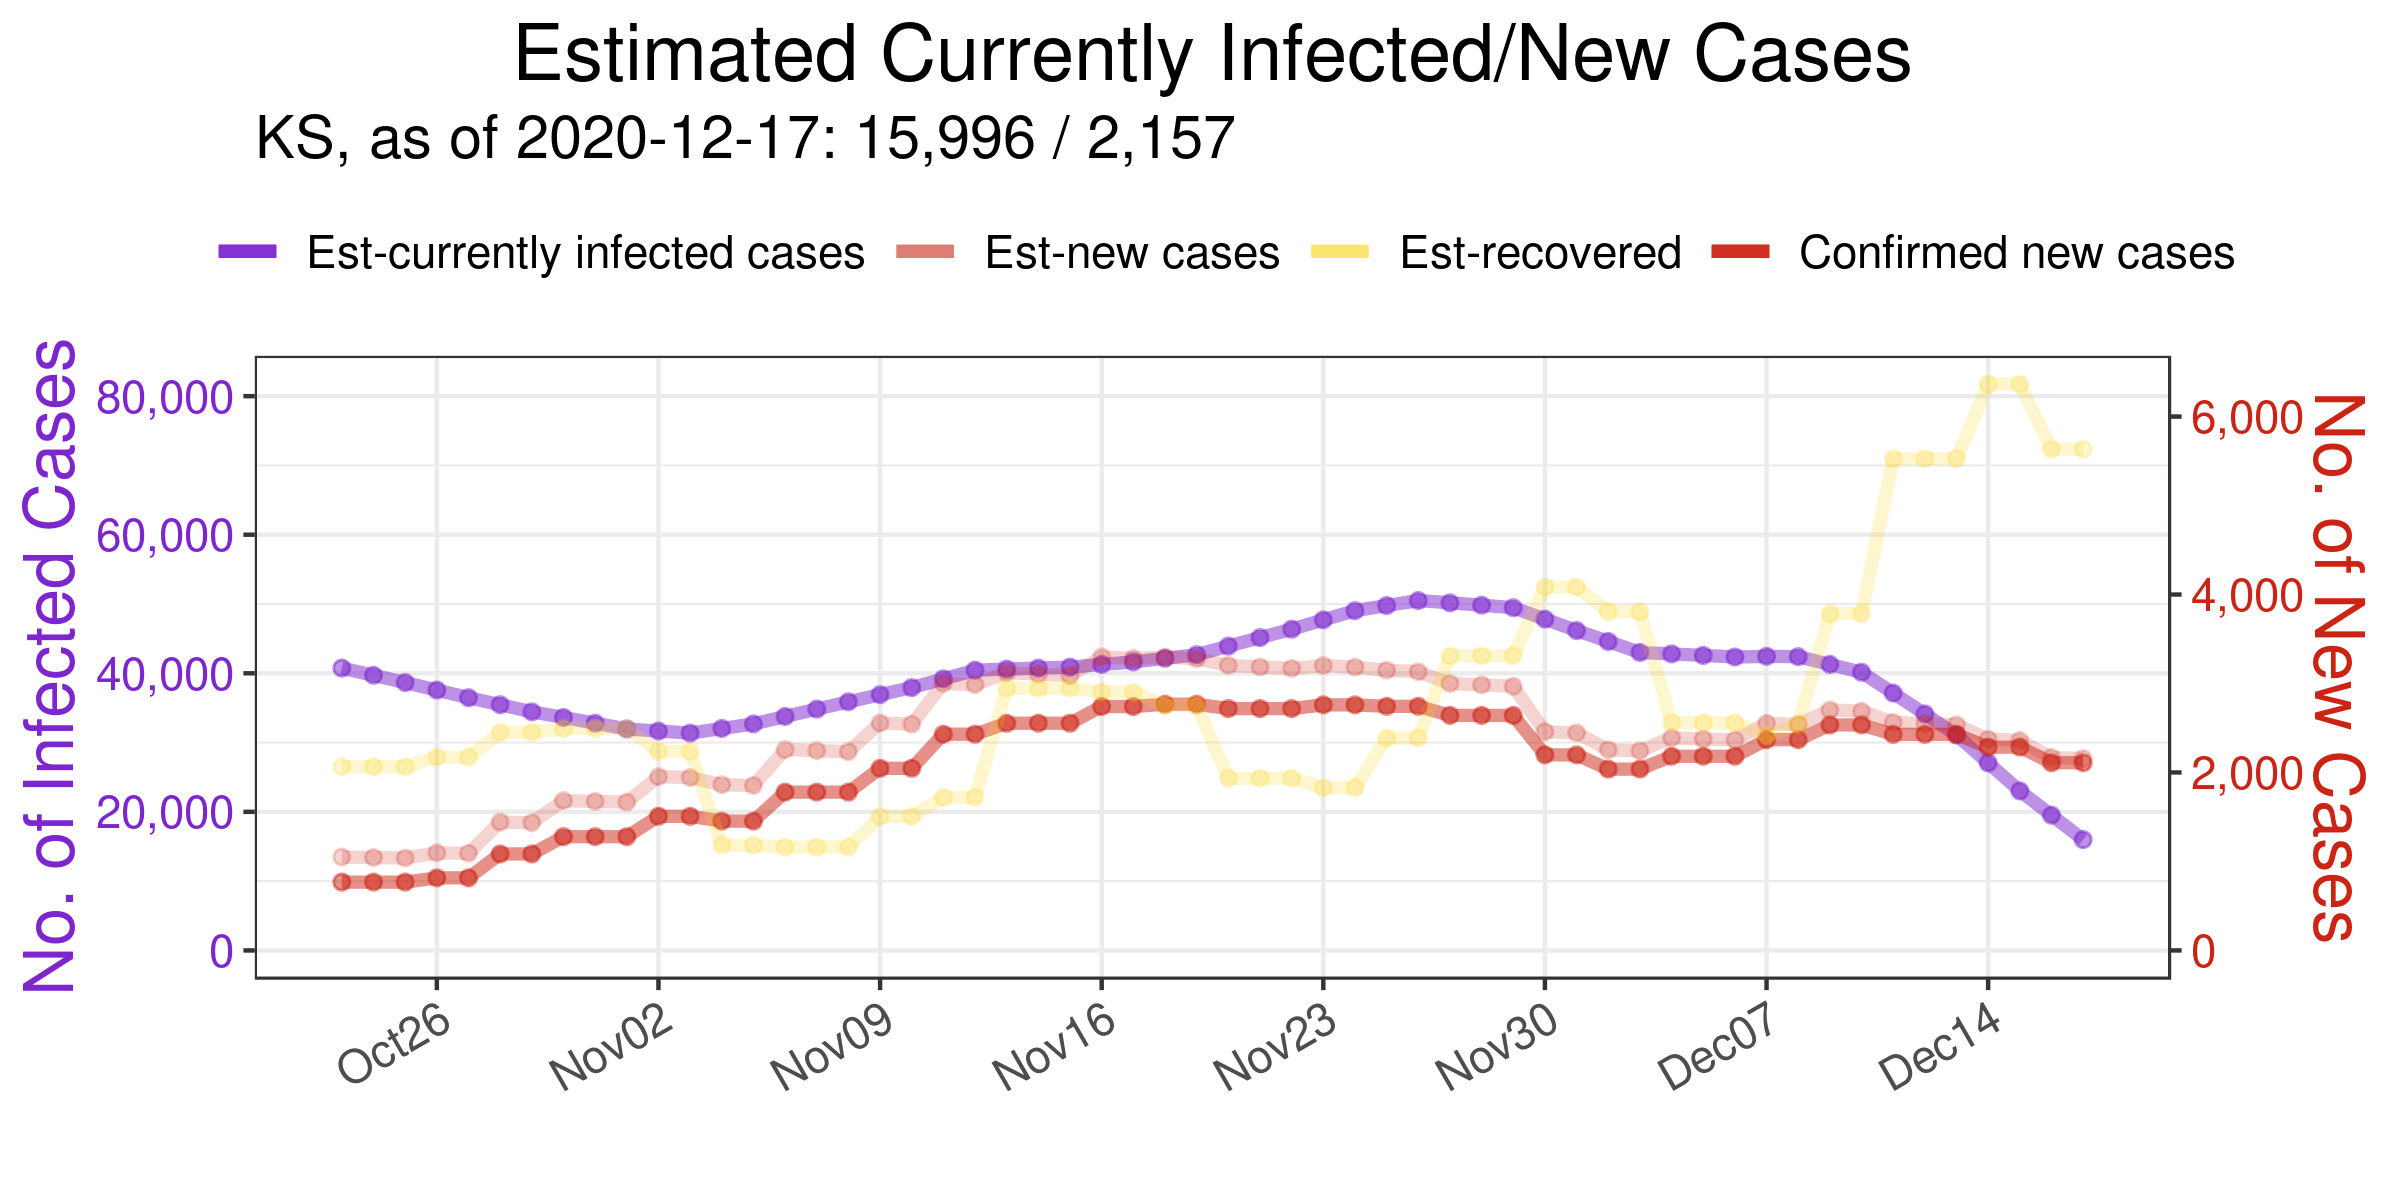 Estimated Currently Infected/New Cases
KS, as of 2020-12-17: 15,996 / 2,157
Est-currently infected cases Est-new cases Est-recovered Confirmed new cases
No. of Infected Cases
80,000
60,000
40,000
20,000
0
6,000
4,000
2,000
0
No. of New Cases
Oct26 Nov02 Nov09 Nov16 Nov23 Nov30 Dec07 Dec14